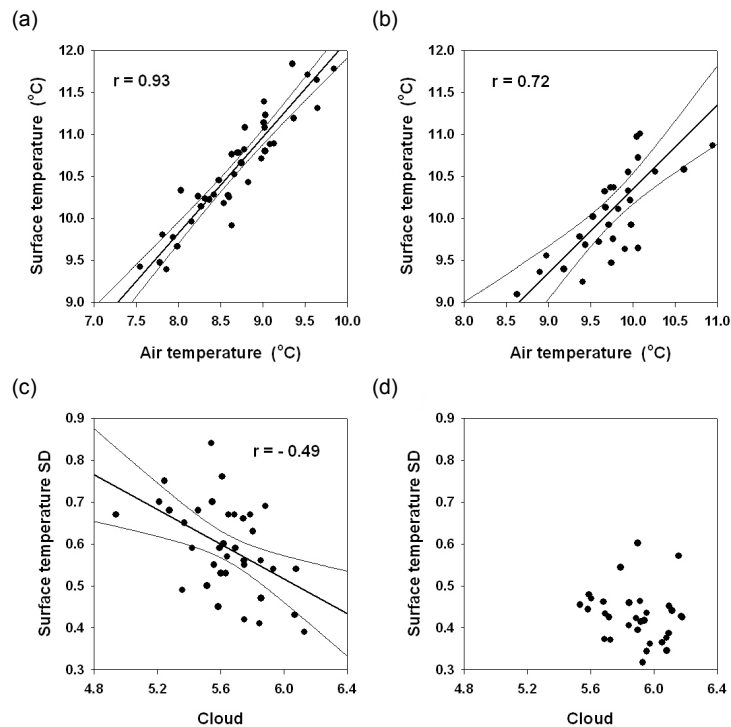 (a)
(b)
12.0
11.5
11.0
10.5
10.0
9.5
9.0
r = 0.93
Surface temperature (°C)
7.0 7.5 8.0 8.5 9.0 9.5 10.0
Air temperature (°C)
12.0
11.5
11.0
10.5
10.0
9.5
9.0
r = 0.72
Surface temperature (°C)
8.0 8.5 9.0 9.5 10.0 10.5 11.0
Air temperature (°C)
(c)
(d)
0.9
0.8
0.7
0.6
0.5
0.4
0.3
r = - 0.49
Surface temperature SD
4.8 5.2 5.6 6.0 6.4
Cloud
0.9
0.8
0.7
0.6
0.5
0.4
0.3
Surface temperature SD
4.8 5.2 5.6 6.0 6.4
Cloud